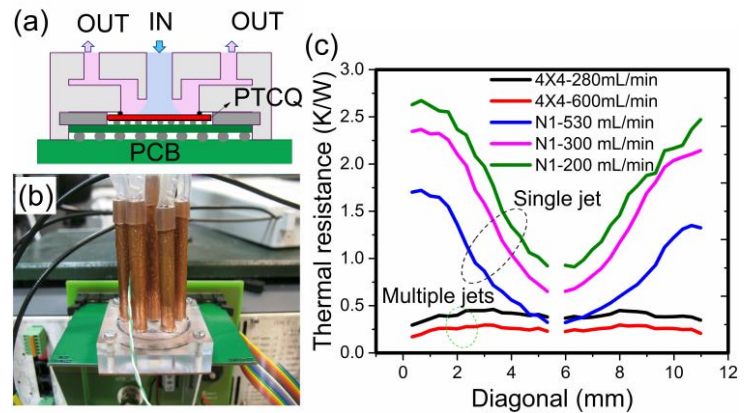 (a)
OUT IN OUT
PTCQ
PCB
(b)
(c)
Thermal resistance (K/W)
3.0
2.5
2.0
1.5
1.0
0.5
0.0
4X4-280mL/min
4X4-600mL/min
N1-530 mL/min
N1-300 mL/min
N1-200 mL/min
Single jet
Multiple jets
0 2 4 6 8 10 12
Diagonal (mm)